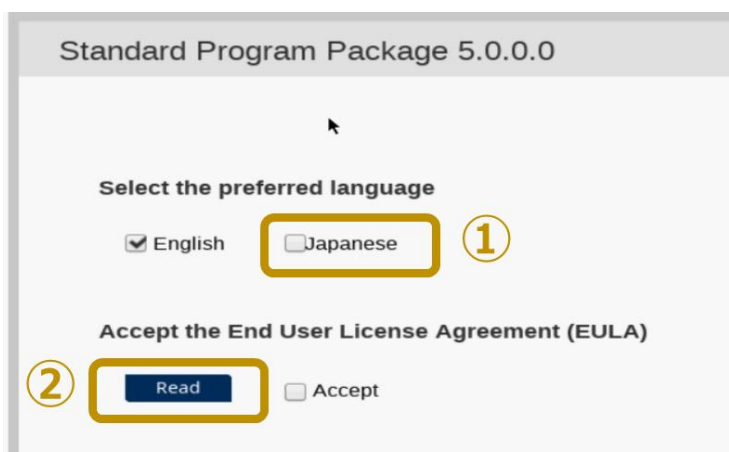 Standard Program Package 5.0.0.0
Select the preferred language
English Japanese ①
Accept the End User License Agreement (EULA)
② Read Accept